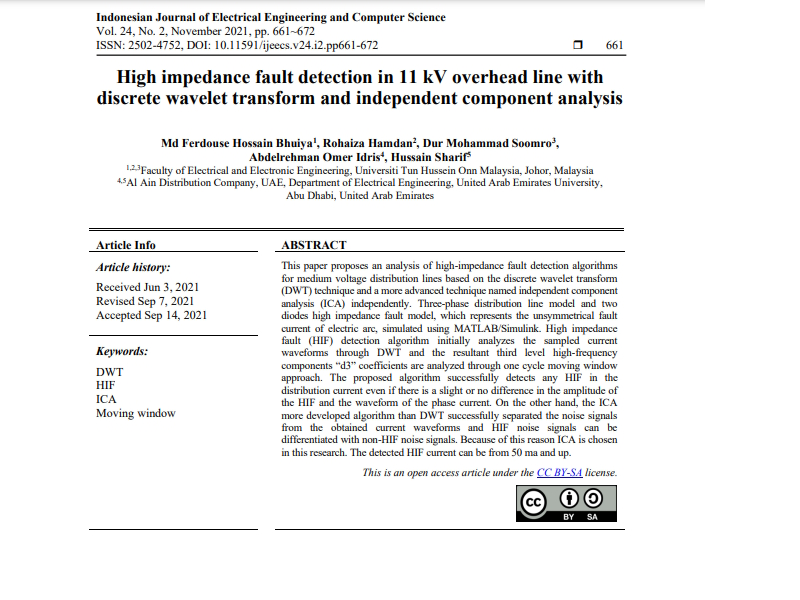 Indonesian Journal of Electrical Engineering and Computer Science
Vol. 24, No. 2, November 2021, pp. 661~672
ISSN: 2502-4752, DOI: 10.11591/ijeecs.v24.i2.pp661-672
661
High impedance fault detection in 11 kV overhead line with
discrete wavelet transform and independent component analysis
Md Ferdouse Hossain Bhuiya1, Rohaiza Hamdan2, Dur Mohammad Soomro3,
Abdelrehman Omer Idris4, Hussain Sharif5
1,2,3Faculty of Electrical and Electronic Engineering, Universiti Tun Hussein Onn Malaysia, Johor, Malaysia
4,5Al Ain Distribution Company, UAE, Department of Electrical Engineering, United Arab Emirates University,
Abu Dhabi, United Arab Emirates
Article Info
Article history:
Received Jun 3, 2021
Revised Sep 7, 2021
Accepted Sep 14, 2021
Keywords:
DWT
HIF
ICA
Moving window
ABSTRACT
This paper proposes an analysis of high-impedance fault detection algorithms
for medium voltage distribution lines based on the discrete wavelet transform
(DWT) technique and a more advanced technique named independent component
analysis (ICA) independently. Three-phase distribution line model and two
diodes high impedance fault model, which represents the unsymmetrical fault
current of electric arc, simulated using MATLAB/Simulink. High impedance
fault (HIF) detection algorithm initially analyzes the sampled current
waveforms through DWT and the resultant third level high-frequency
components “d3” coefficients are analyzed through one cycle moving window
approach. The proposed algorithm successfully detects any HIF in the
distribution current even if there is a slight or no difference in the amplitude of
the HIF and the waveform of the phase current. On the other hand, the ICA
more developed algorithm than DWT successfully separated the noise signals
from the obtained current waveforms and HIF noise signals can be
differentiated with non-HIF noise signals. Because of this reason ICA is chosen
in this research. The detected HIF current can be from 50 ma and up.
This is an open access article under the CC BY-SA license.
cc
BY SA